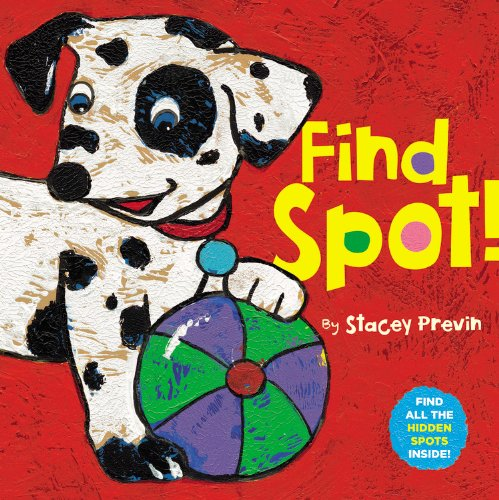 Find
Spot!
By Stacey Previn
FIND
ALL THE
HIDDEN
SPOTS
INSIDE!